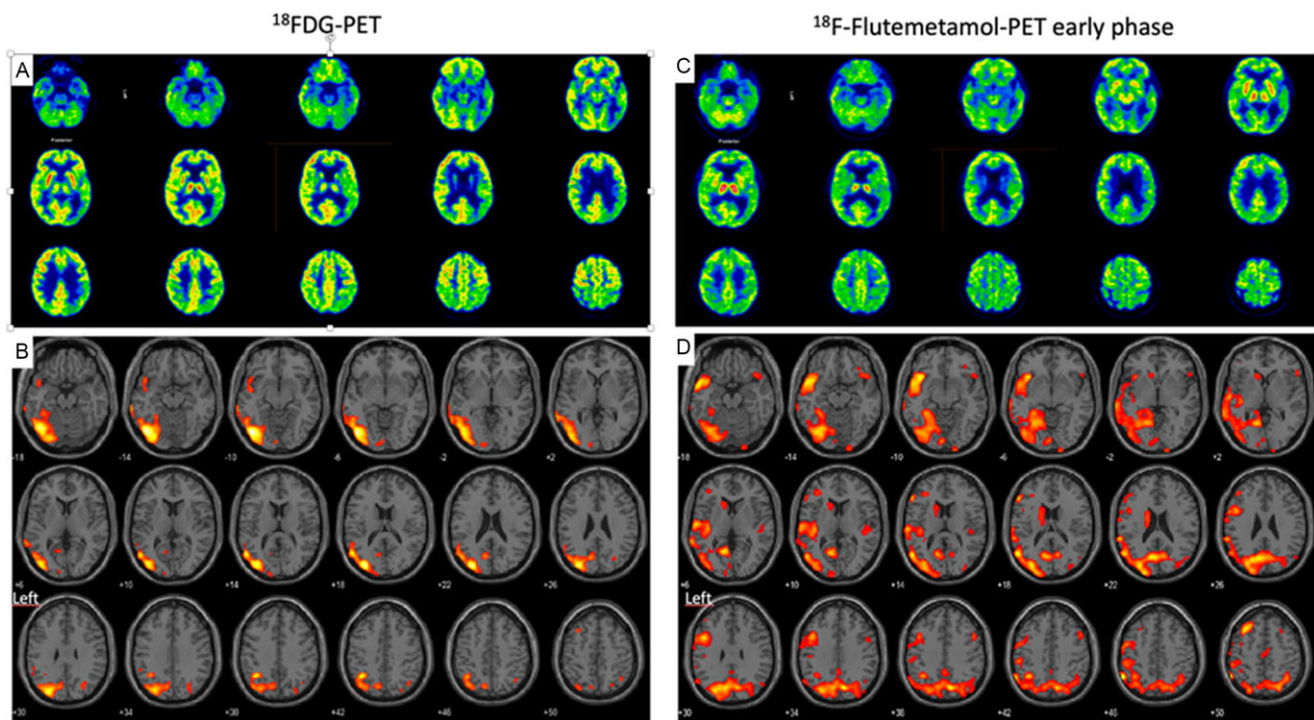 ¹⁸FDG-PET
¹⁸F-Flutemetamol-PET early phase
A
Posterior
B
-18 -14 -10 -6 -2 +2
+6 +10 +14 +18 +22 +26
Left
+30 +34 +38 +42 +46 +50
C
Posterior
D
-18 -14 -10 -6 -2 +2
+6 +10 +14 +18 +22 +26
Left
+30 +34 +38 +42 +46 +50